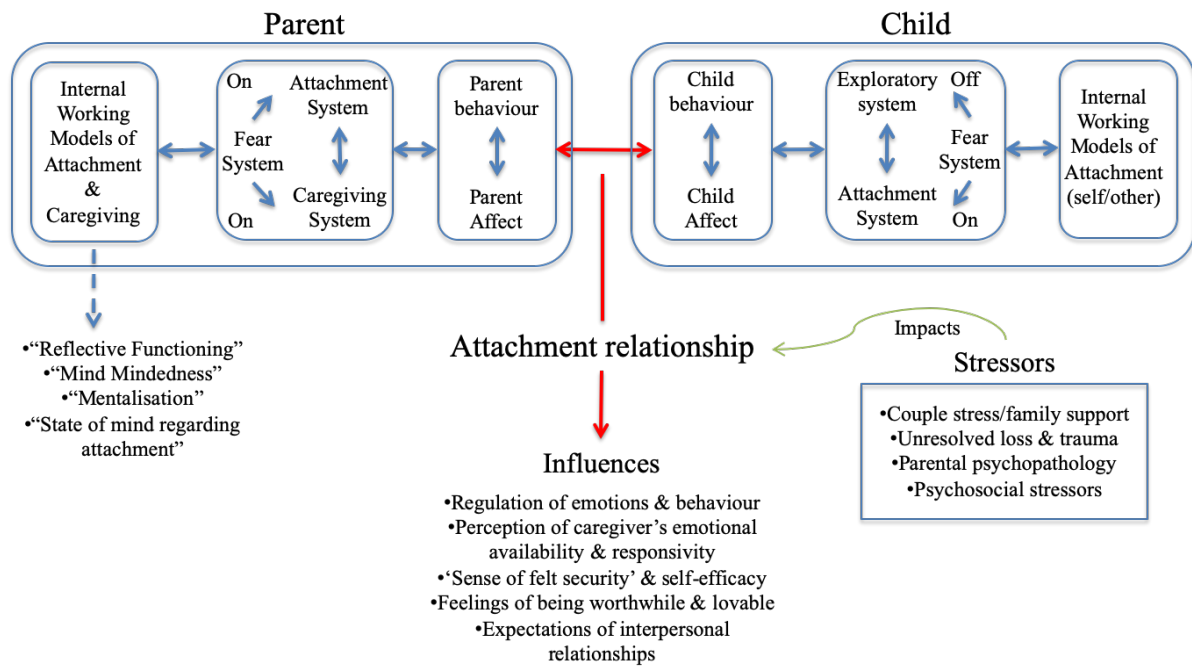 Parent
Internal
Working
Models of
Attachment
&
Caregiving
On
Attachment
System
Fear
System
Caregiving
System
On
Parent
behaviour
Parent
Affect
Child
Child
behaviour
Child
Affect
Exploratory
system
Off
Fear
System
Attachment
System
On
Internal
Working
Models of
Attachment
(self/other)
•“Reflective Functioning”
•“Mind Mindedness”
•“Mentalisation”
•“State of mind regarding
attachment”
Attachment relationship
Impacts
Stressors
•Couple stress/family support
•Unresolved loss & trauma
•Parental psychopathology
•Psychosocial stressors
Influences
•Regulation of emotions & behaviour
•Perception of caregiver’s emotional
availability & responsivity
•‘Sense of felt security’ & self-efficacy
•Feelings of being worthwhile & lovable
•Expectations of interpersonal
relationships